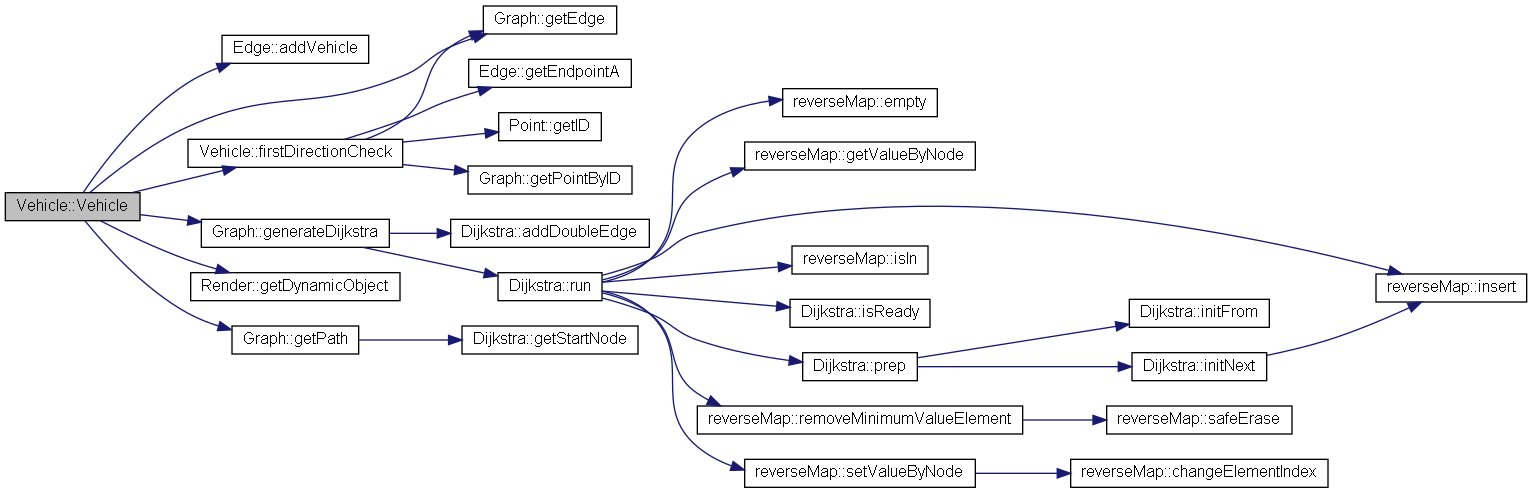 Graph::getEdge
Edge::addVehicle
Edge::getEndpointA
reverseMap::empty
Point::getID
Vehicle::firstDirectionCheck
reverseMap::getValueByNode
Graph::getPointByID
Vehicle::Vehicle
Graph::generateDijkstra
Dijkstra::addDoubleEdge
reverseMap::isIn
Render::getDynamicObject
Dijkstra::run
reverseMap::insert
Dijkstra::isReady
Dijkstra::initFrom
Graph::getPath
Dijkstra::getStartNode
Dijkstra::prep
Dijkstra::initNext
reverseMap::removeMinimumValueElement
reverseMap::safeErase
reverseMap::setValueByNode
reverseMap::changeElementIndex